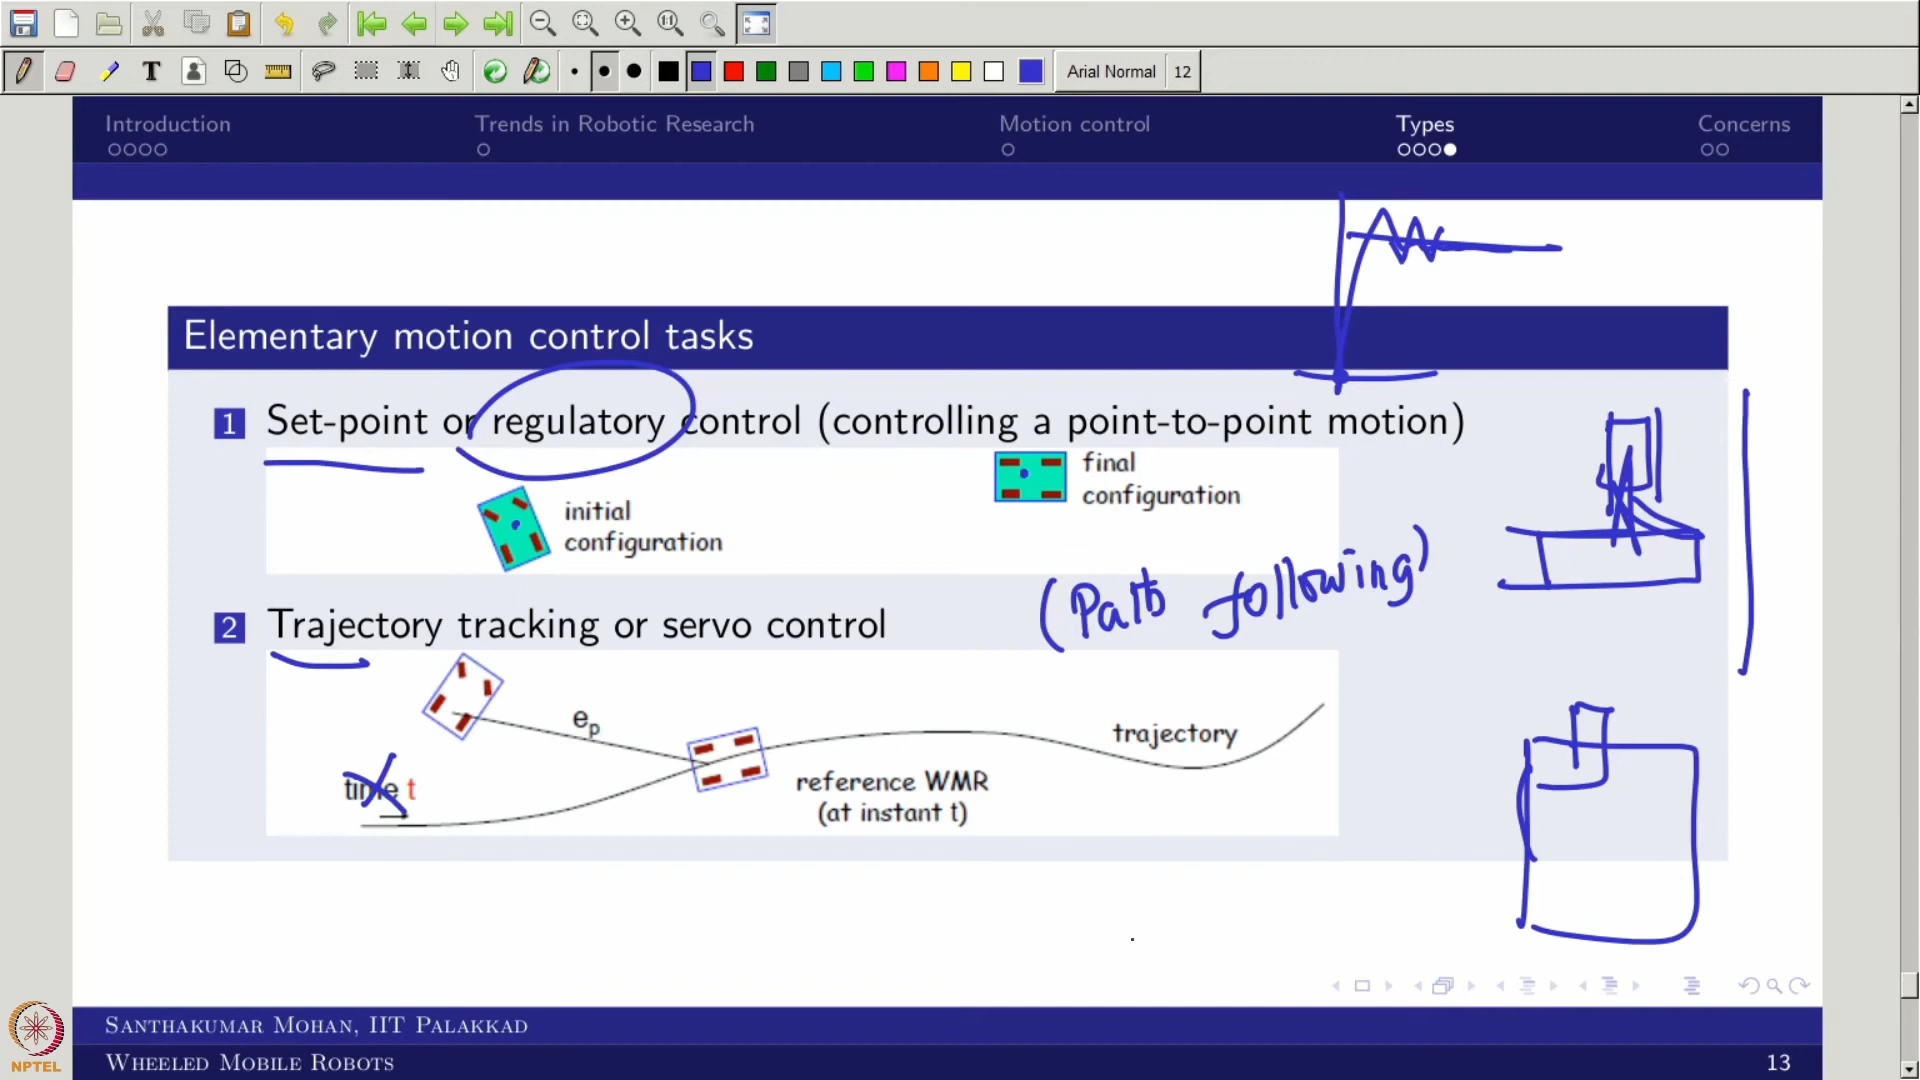 Arial Normal 12
Introduction
Trends in Robotic Research
Motion control
Types
Concerns
Elementary motion control tasks
1 Set-point or regulatory control (controlling a point-to-point motion)
initial
configuration
final
configuration
2 Trajectory tracking or servo control
(Path following)
e_p
time t
trajectory
reference WMR
(at instant t)
SANTHAKUMAR MOHAN, IIT PALAKKAD
WHEELED MOBILE ROBOTS
13
NPTEL